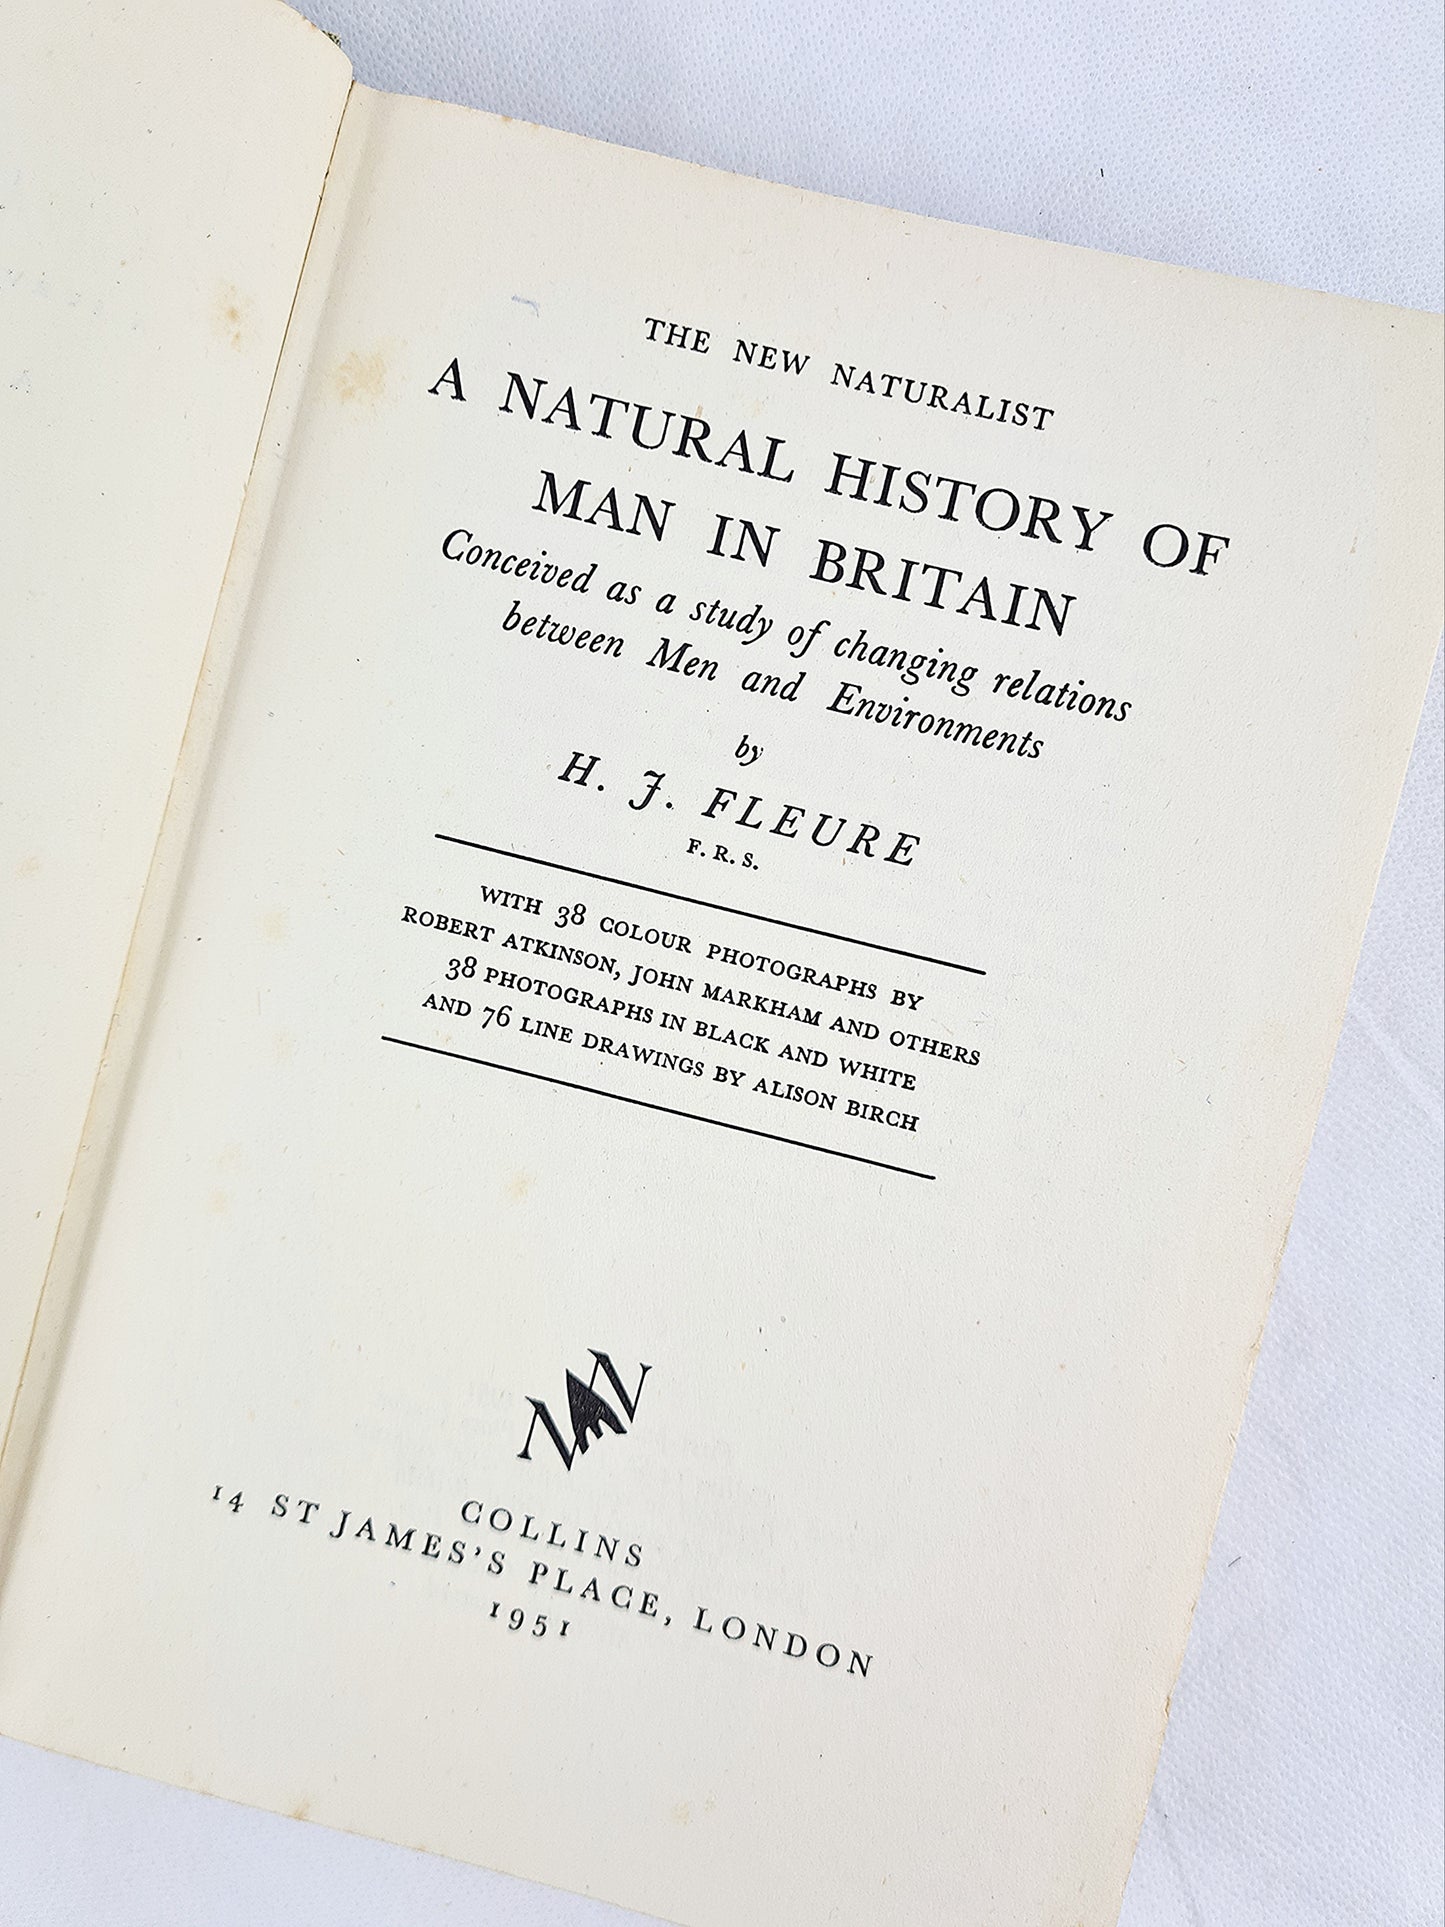 THE NEW NATURALIST
A NATURAL HISTORY OF
MAN IN BRITAIN
Conceived as a study of changing relations
between Men and Environments
by
H. J. FLEURE
F.R.S.
WITH 38 COLOUR PHOTOGRAPHS BY
ROBERT ATKINSON, JOHN MARKHAM AND OTHERS
38 PHOTOGRAPHS IN BLACK AND WHITE
AND 76 LINE DRAWINGS BY ALISON BIRCH
NN
COLLINS
14 ST JAMES'S PLACE, LONDON
1951